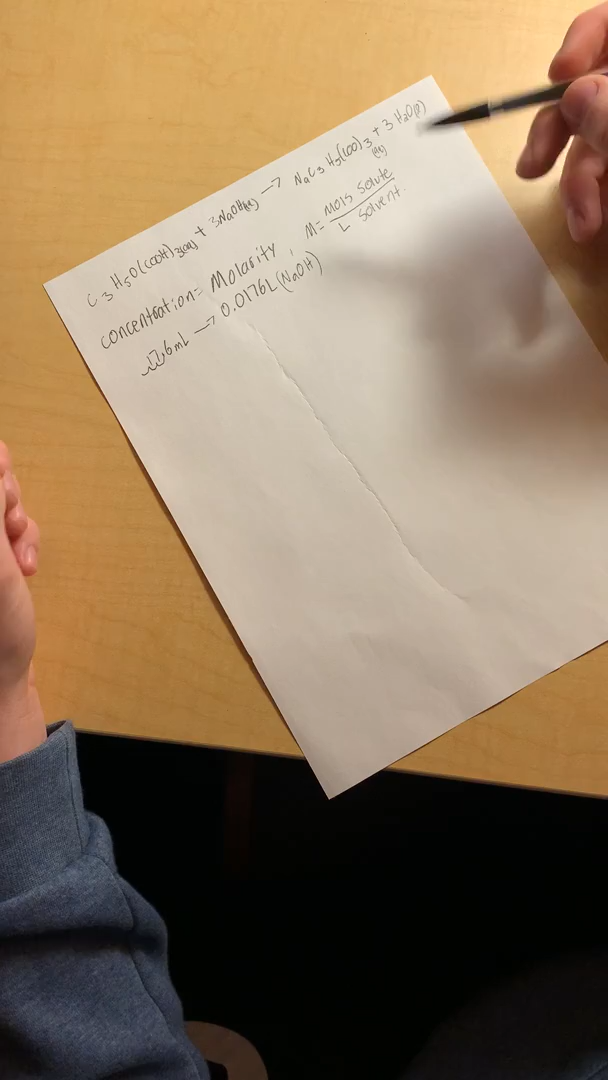 C3H5O(COOH)3(aq) + 3NaOH(aq) → NaC3H5(COO)3(aq) + 3H2O(l)
concentration= Molarity , M= mols solute / L solvent.
17.6mL → 0.0176L (NaOH)